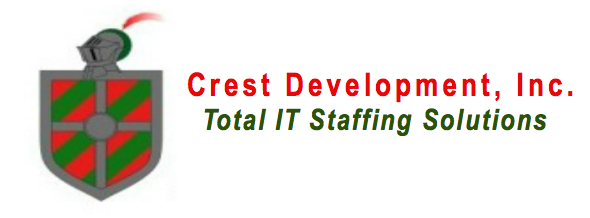 Crest Development, Inc.
Total IT Staffing Solutions